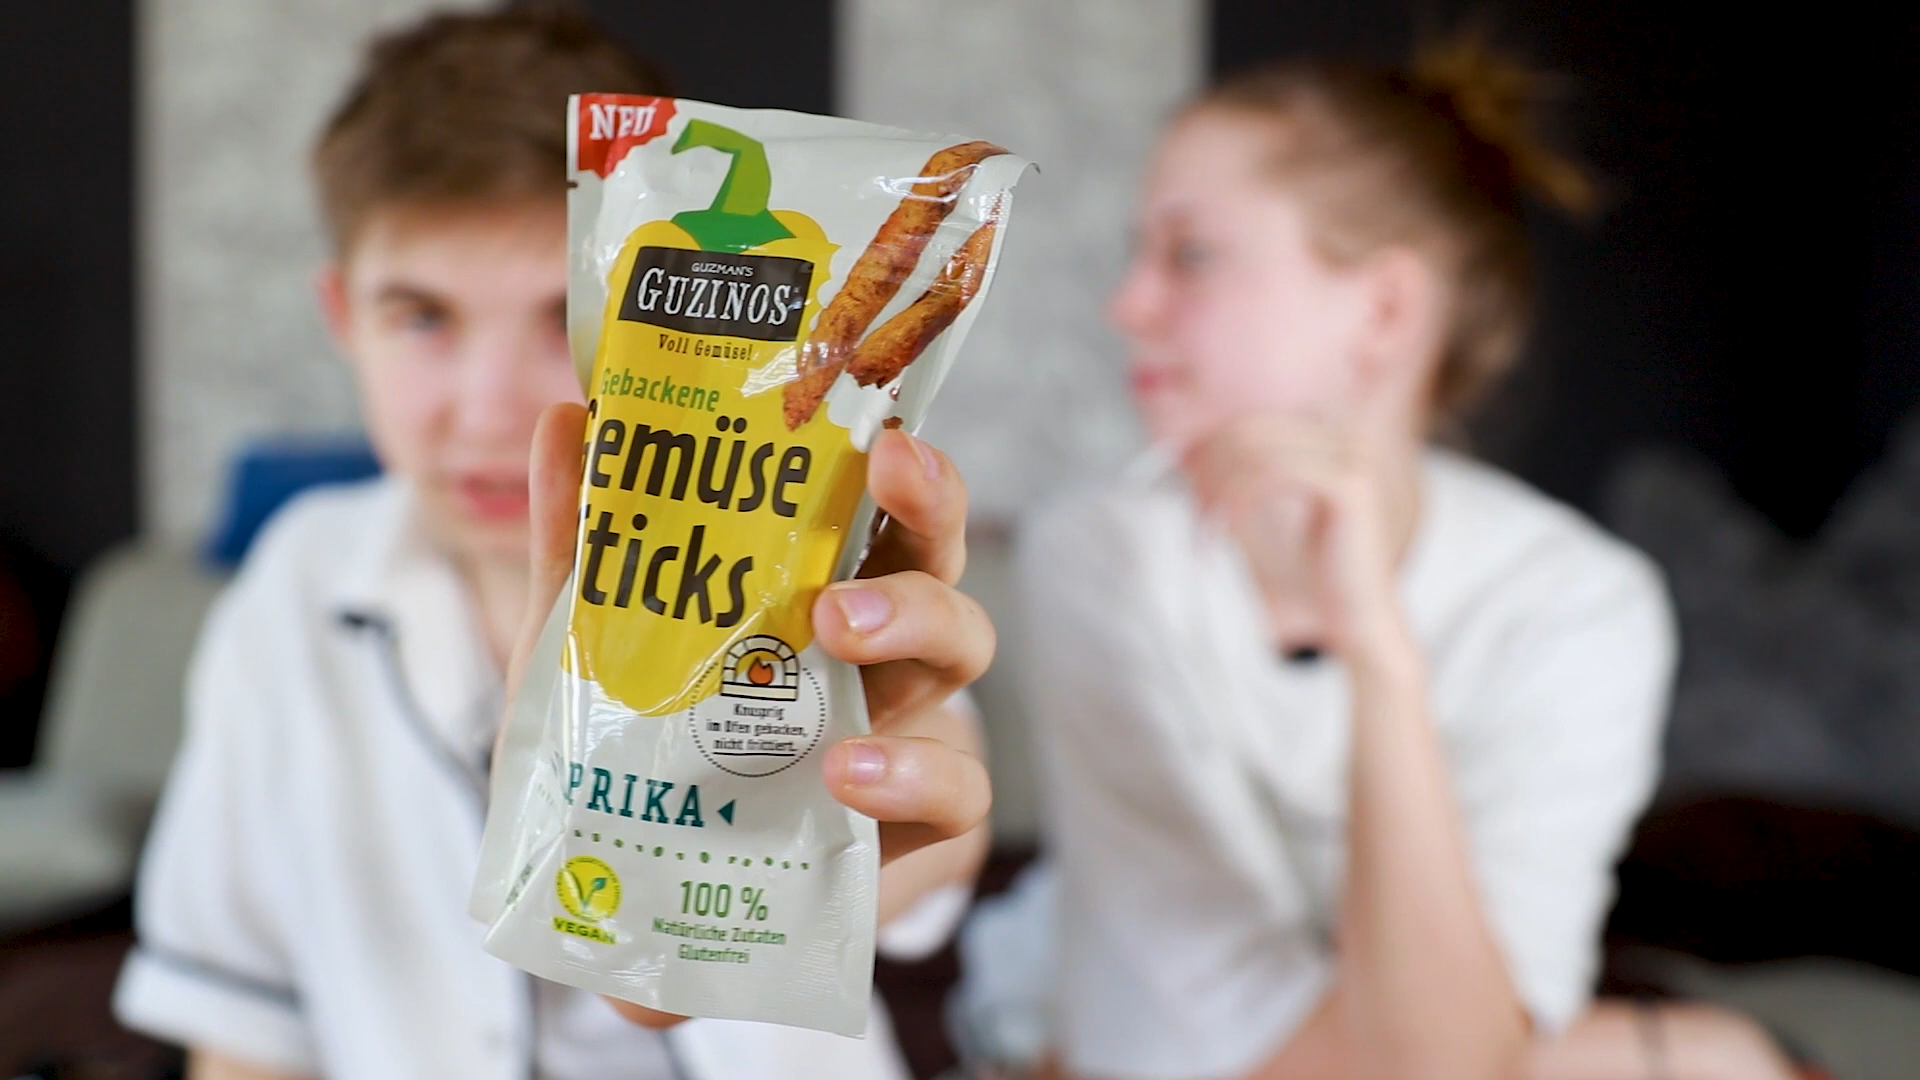 NEU
GUZMAN'S
GUZINOS
Voll Gemüse!
Gebackene
Gemüse
Sticks
Knusprig
im Ofen gebacken,
nicht frittiert.
PRIKA
VEGAN
100 %
Natürliche Zutaten
Glutenfrei